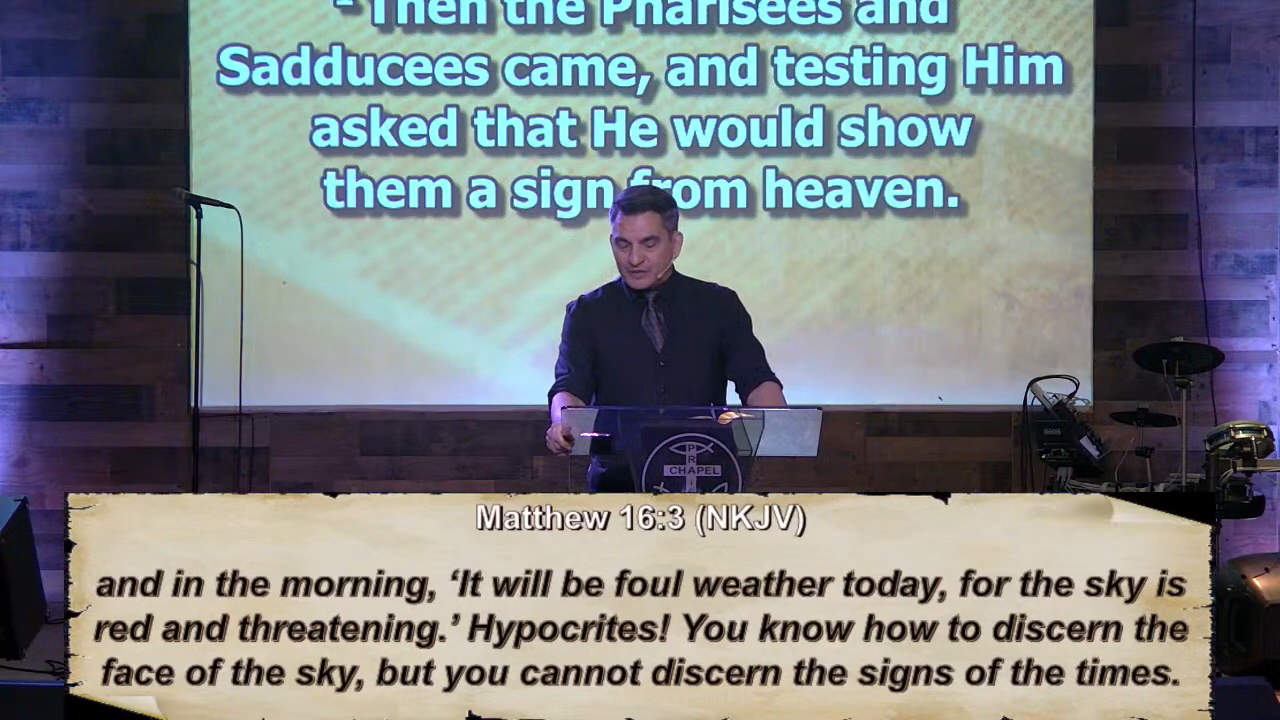 1 Then the Pharisees and
Sadducees came, and testing Him
asked that He would show
them a sign from heaven.
CHAPEL
Matthew 16:3 (NKJV)
and in the morning, ‘It will be foul weather today, for the sky is
red and threatening.’ Hypocrites! You know how to discern the
face of the sky, but you cannot discern the signs of the times.